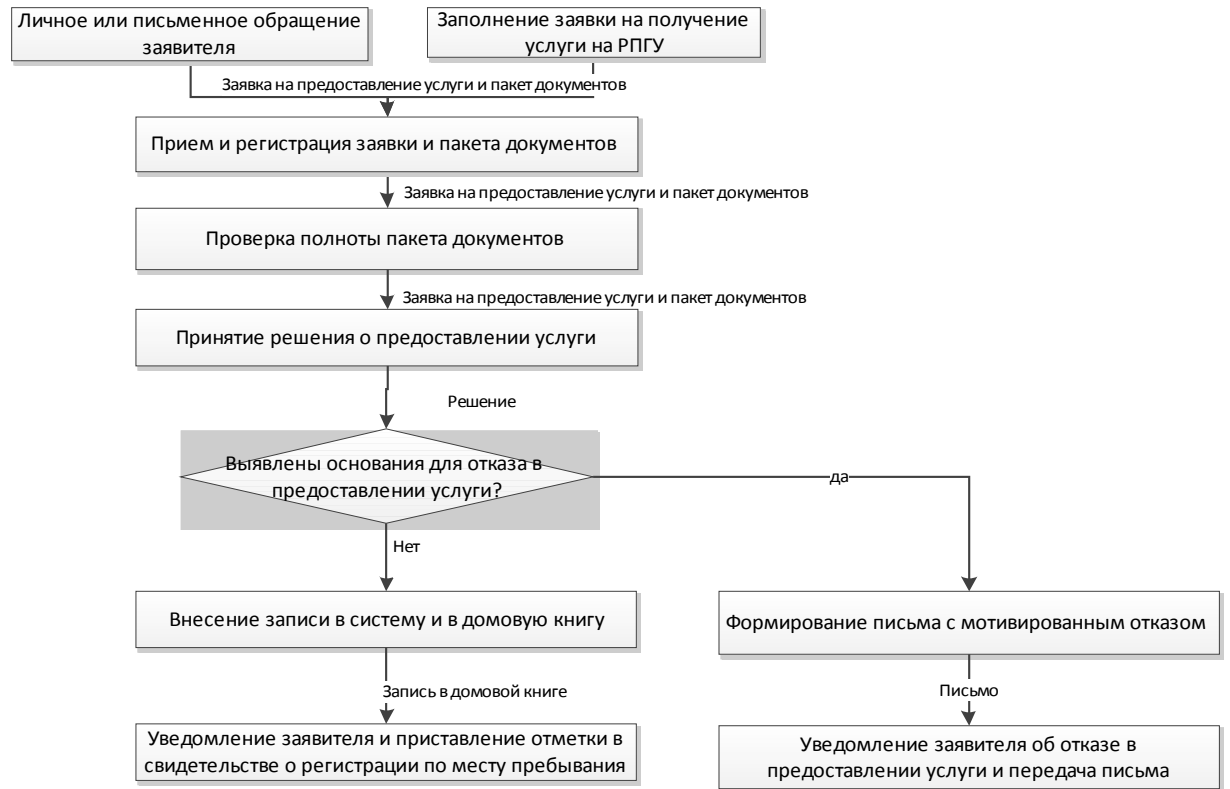 Личное или письменное обращение
заявителя
Заполнение заявки на получение
услуги на РПГУ
Заявка на предоставление услуги и пакет документов
Прием и регистрация заявки и пакета документов
Заявка на предоставление услуги и пакет документов
Проверка полноты пакета документов
Заявка на предоставление услуги и пакет документов
Принятие решения о предоставлении услуги
Решение
Выявлены основания для отказа в
предоставлении услуги?
да
Нет
Внесение записи в систему и в домовую книгу
Формирование письма с мотивированным отказом
Запись в домовой книге
Письмо
Уведомление заявителя и приставление отметки в
свидетельстве о регистрации по месту пребывания
Уведомление заявителя об отказе в
предоставлении услуги и передача письма